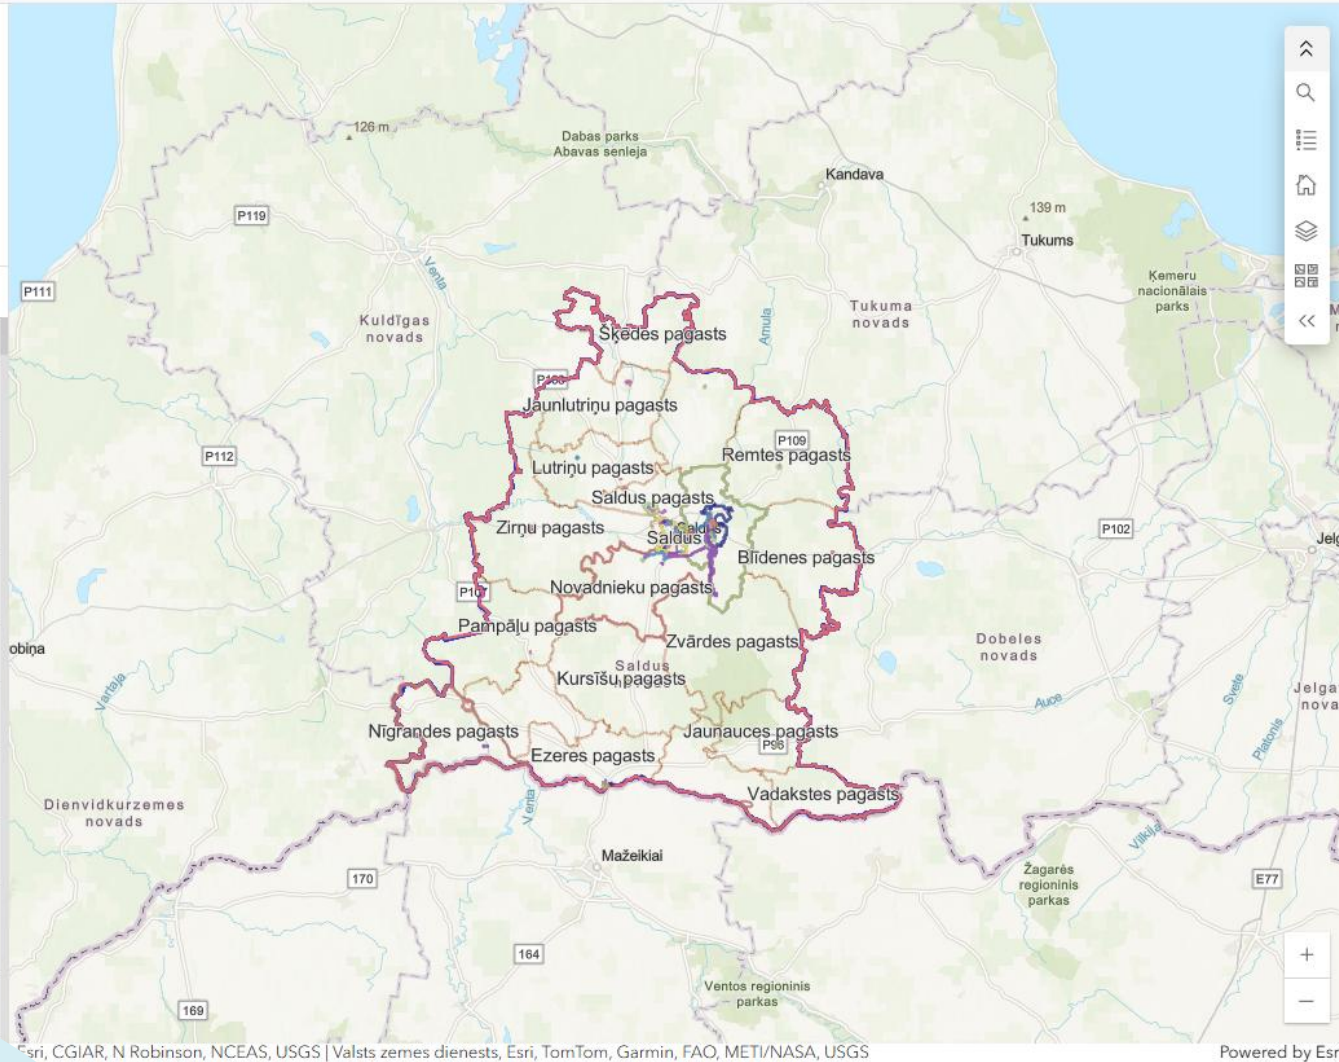 126 m
Dabas parks
Abavas senleja
Kandava
P119
139 m
Tukums
Venta
Ķemeru
nacionālais
parks
P111
Kuldīgas
novads
Tukuma
novads
Amula
Šķēdes pagasts
Jaunlutriņu pagasts
P109
Remtes pagasts
P112
Lutriņu pagasts
Saldus pagasts
Zirņu pagasts
Saldus
P102
Blīdenes pagasts
Novadnieku pagasts
Pampāļu pagasts
Zvārdes pagasts
Dobeles
novads
Saldus
Kursīšu pagasts
Vartaja
Svete
Auce
Platonis
Nīgrandes pagasts
Jaunauces pagasts
P96
Ezeres pagasts
Vadakstes pagasts
Dienvidkurzemes
novads
Venta
Vilkija
Mažeikiai
170
Žagarės
regioninis
parkas
E77
164
Ventos regioninis
parkas
169
Esri, CGIAR, N Robinson, NCEAS, USGS | Valsts zemes dienests, Esri, TomTom, Garmin, FAO, METI/NASA, USGS
Powered by Esr